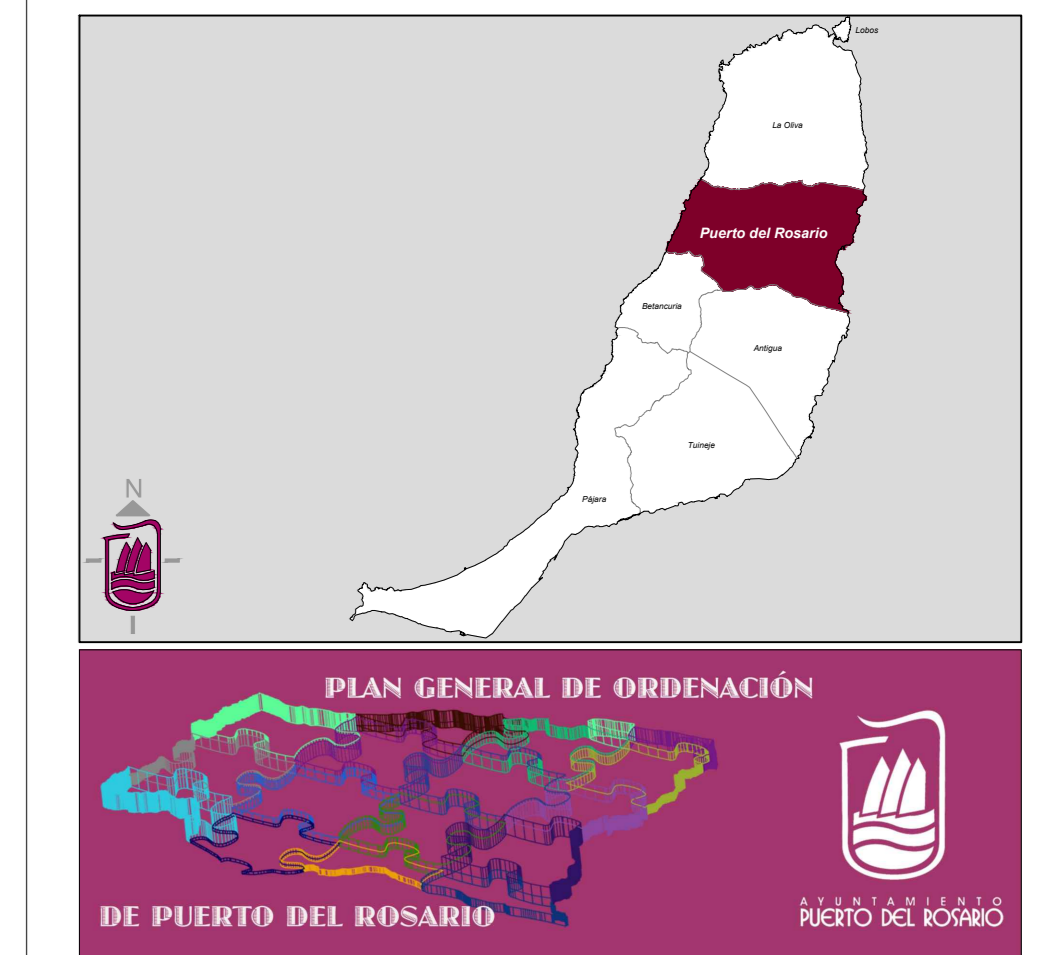 Lobos
La Oliva
Puerto del Rosario
Betancuria
Antigua
Tuineje
Pájara
N
PLAN GENERAL DE ORDENACIÓN
DE PUERTO DEL ROSARIO
AYUNTAMIENTO
PUERTO DEL ROSARIO